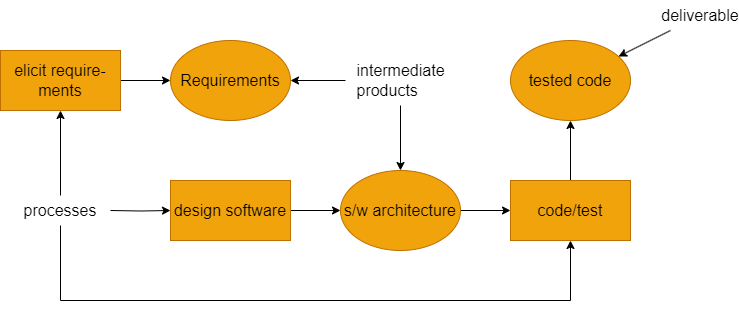 deliverable
elicit require-
ments
Requirements
intermediate
products
tested code
processes
design software
s/w architecture
code/test